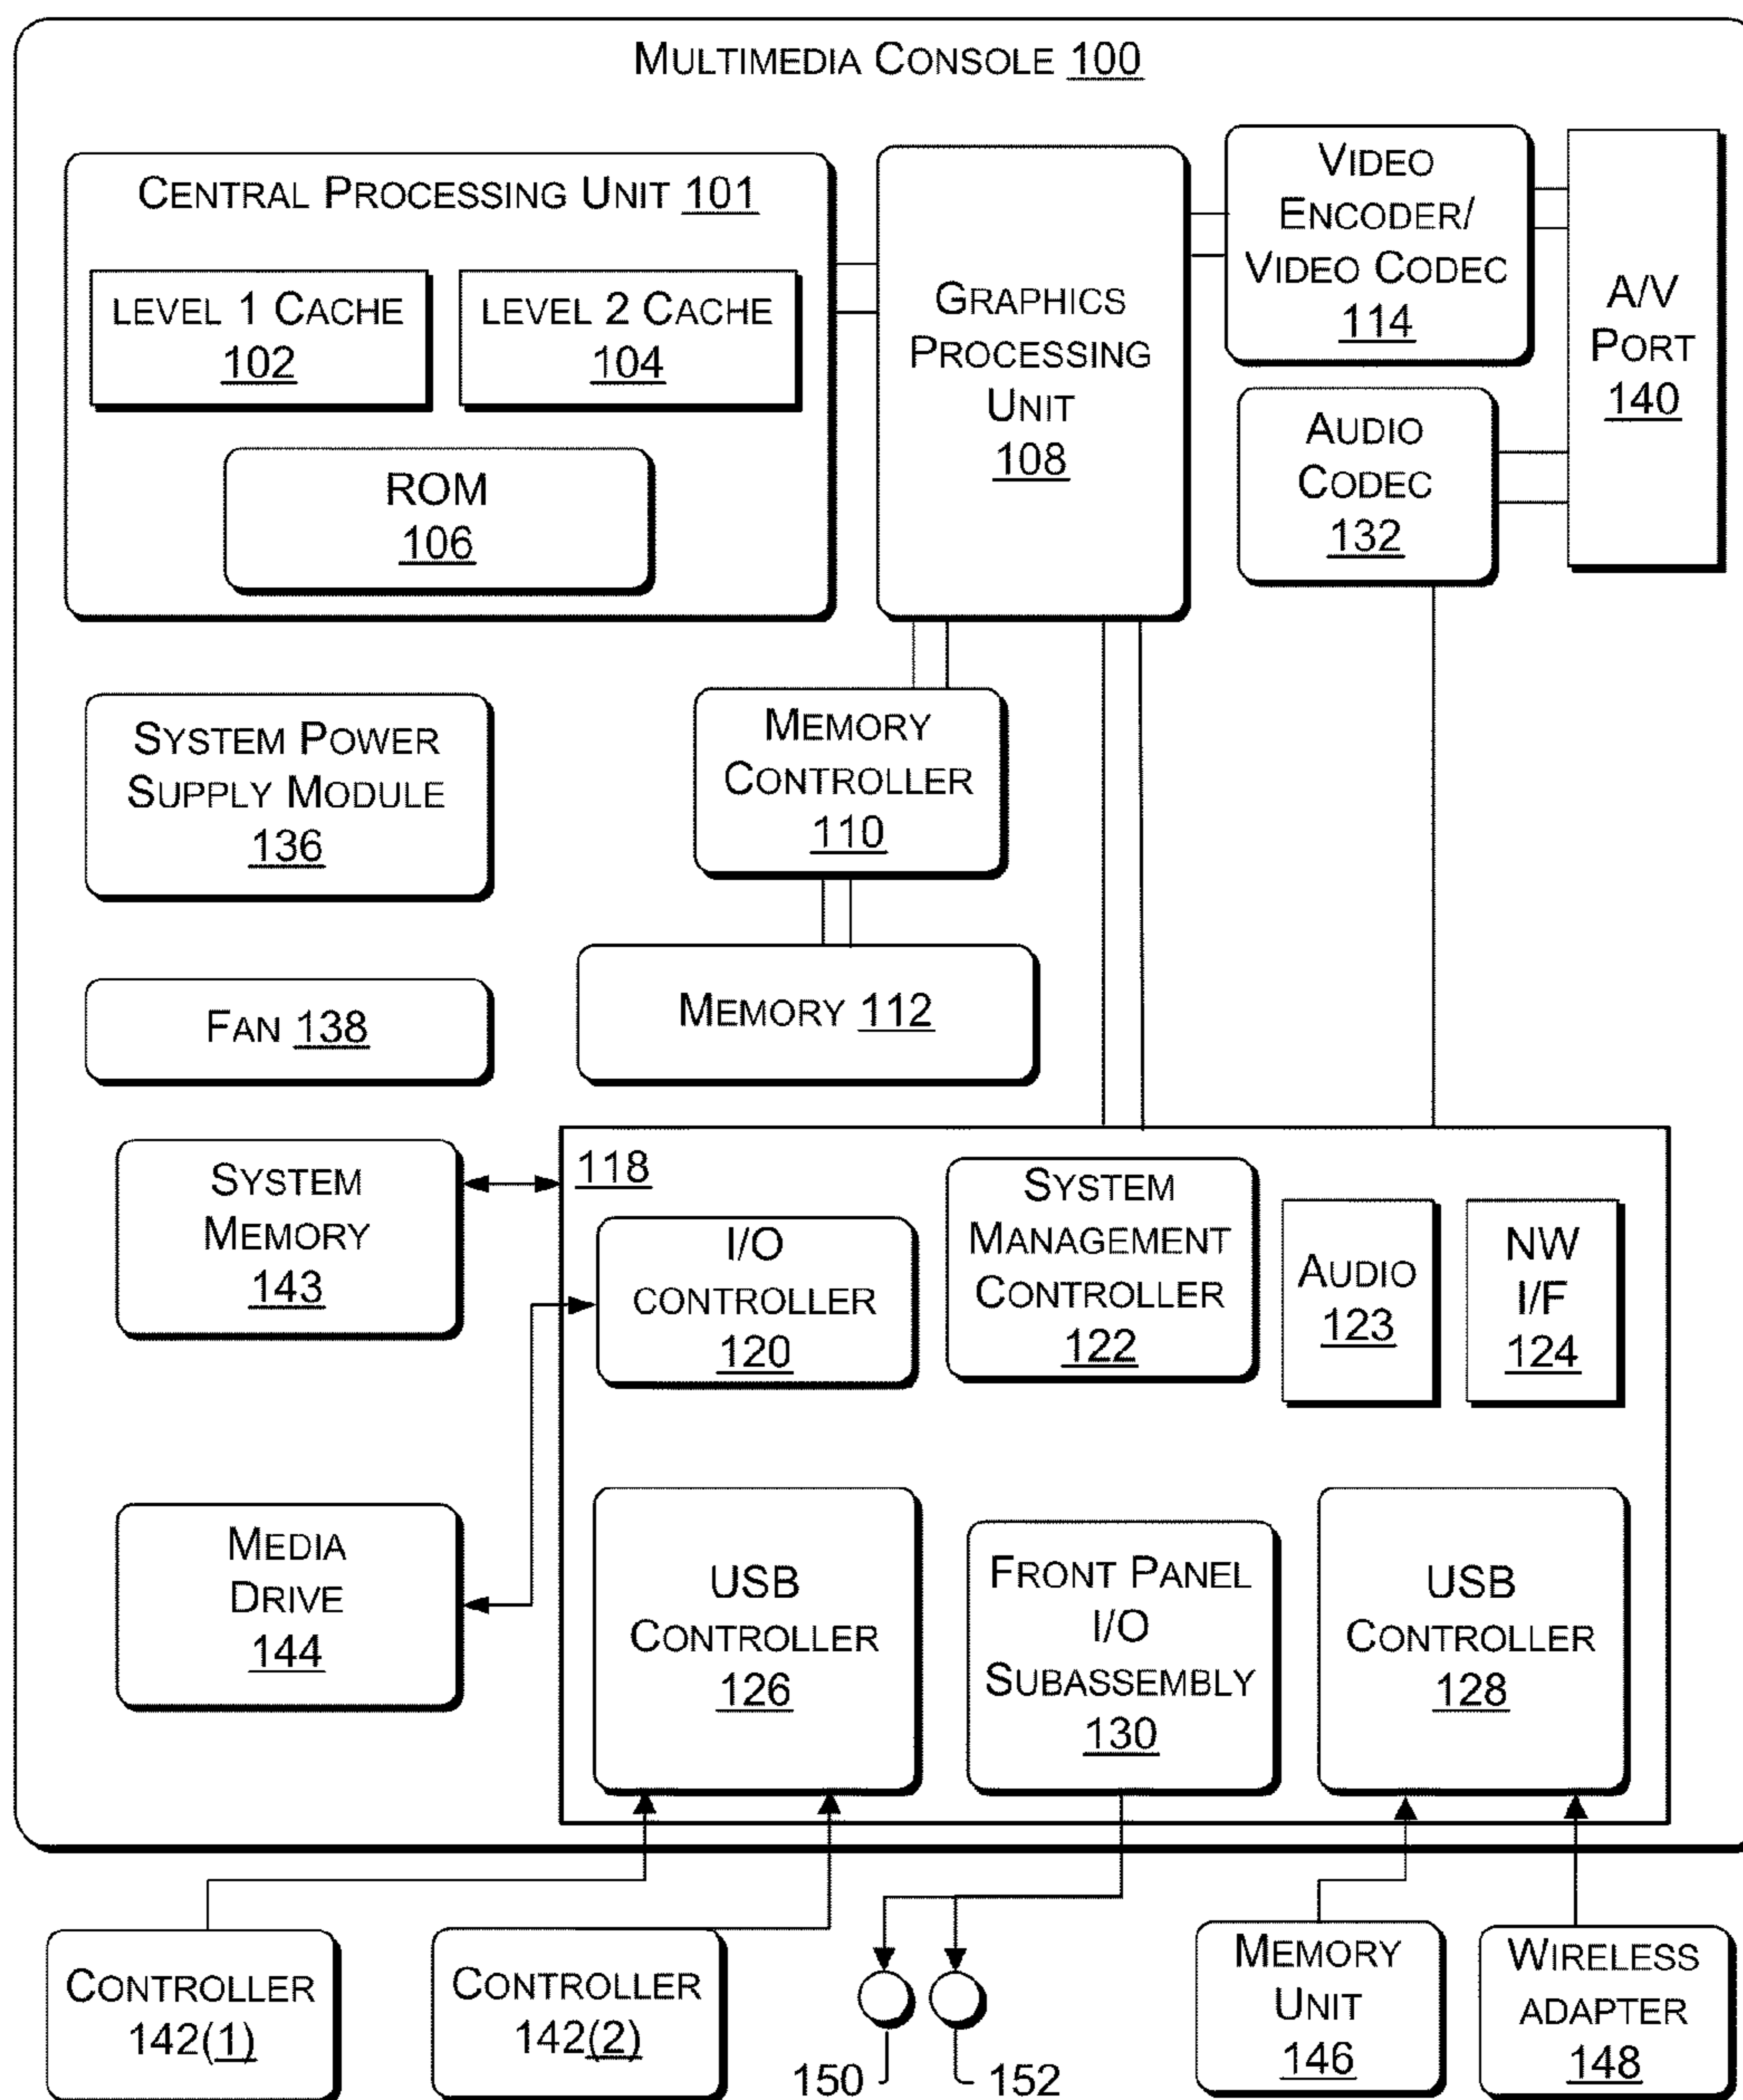 MULTIMEDIA CONSOLE 100
CENTRAL PROCESSING UNIT 101
LEVEL 1 CACHE
102
LEVEL 2 CACHE
104
ROM
106
GRAPHICS
PROCESSING
UNIT
108
VIDEO
ENCODER/
VIDEO CODEC
114
AUDIO
CODEC
132
A/V
PORT
140
SYSTEM POWER
SUPPLY MODULE
136
MEMORY
CONTROLLER
110
FAN 138
MEMORY 112
SYSTEM
MEMORY
143
118
I/O
CONTROLLER
120
SYSTEM
MANAGEMENT
CONTROLLER
122
AUDIO
123
NW
I/F
124
MEDIA
DRIVE
144
USB
CONTROLLER
126
FRONT PANEL
I/O
SUBASSEMBLY
130
USB
CONTROLLER
128
CONTROLLER
142(1)
CONTROLLER
142(2)
150
152
MEMORY
UNIT
146
WIRELESS
ADAPTER
148